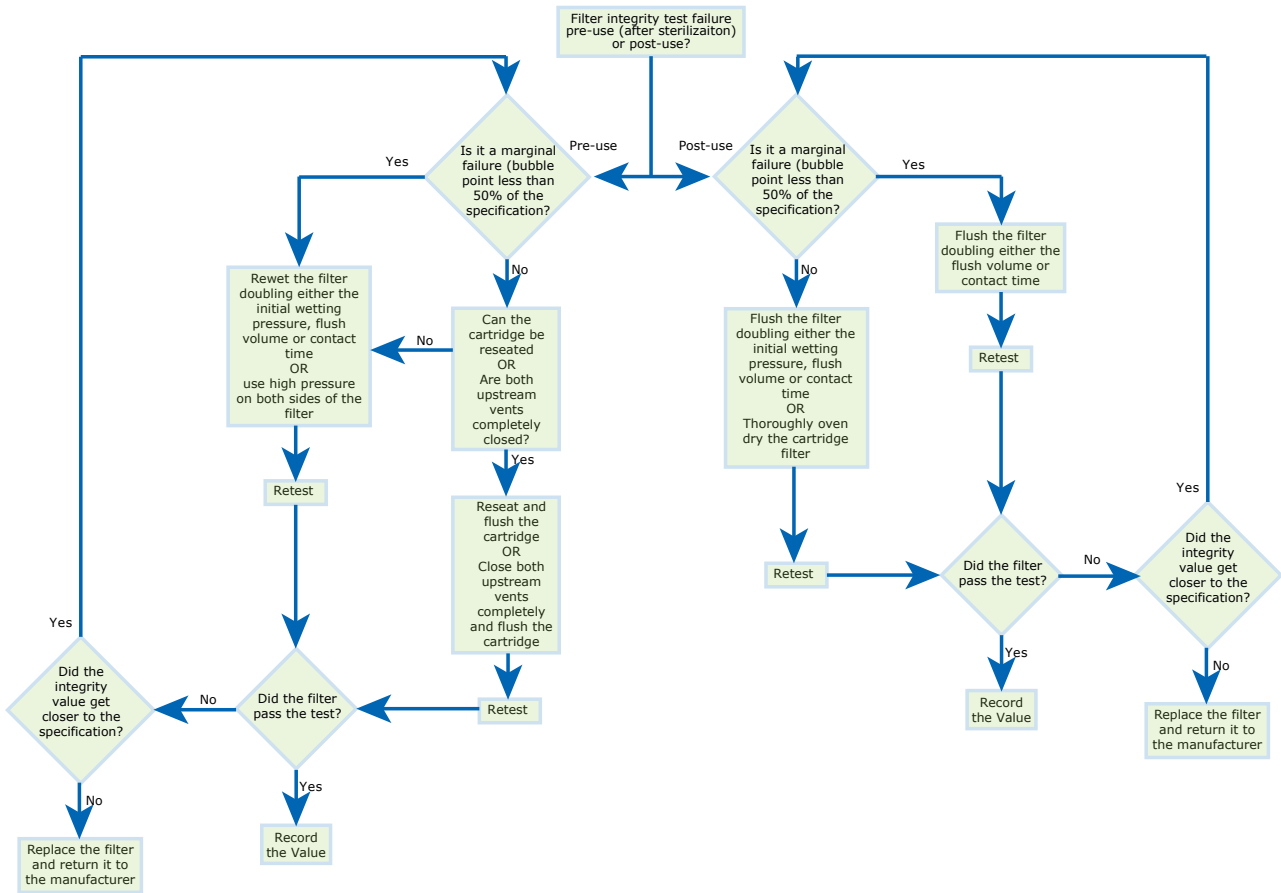 Filter integrity test failure
pre-use (after sterilizaiton)
or post-use?
Pre-use
Post-use
Is it a marginal
failure (bubble
point less than
50% of the
specification?
Yes
No
Rewet the filter
doubling either the
initial wetting
pressure, flush
volume or contact
time
OR
use high pressure
on both sides of the
filter
No
Can the
cartridge be
reseated
OR
Are both
upstream
vents
completely
closed?
Yes
Retest
Reseat and
flush the
cartridge
OR
Close both
upstream
vents
completely
and flush the
cartridge
Retest
Did the filter
pass the test?
No
Yes
Record
the Value
Did the
integrity
value get
closer to the
specification?
Yes
No
Replace the filter
and return it to
the manufacturer
Is it a marginal
failure (bubble
point less than
50% of the
specification?
Yes
No
Flush the filter
doubling either the
flush volume or
contact time
Retest
Flush the filter
doubling either the
initial wetting
pressure, flush
volume or contact
time
OR
Thoroughly oven
dry the cartridge
filter
Retest
Did the filter
pass the test?
No
Yes
Record
the Value
Did the
integrity
value get
closer to the
specification?
Yes
No
Replace the filter
and return it to
the manufacturer